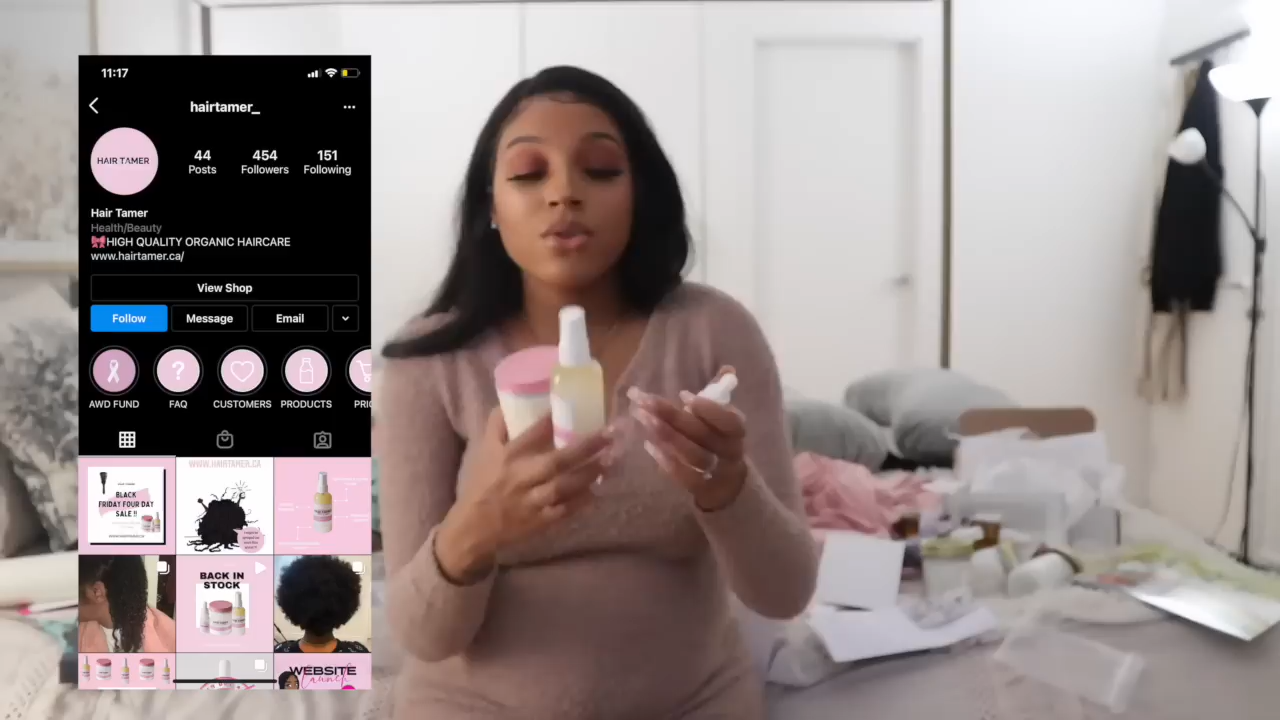 11:17
hairtamer_
HAIR TAMER
44 454 151
Posts Followers Following
Hair Tamer
Health/Beauty
HIGH QUALITY ORGANIC HAIRCARE
www.hairtamer.ca/
View Shop
Follow Message Email
AWD FUND FAQ CUSTOMERS PRODUCTS PRIC
BLACK
FRIDAY FOUR DAY
SALE !!
WWW.HAIRTAMER.CA
BACK IN
STOCK
WEBSITE
Launch